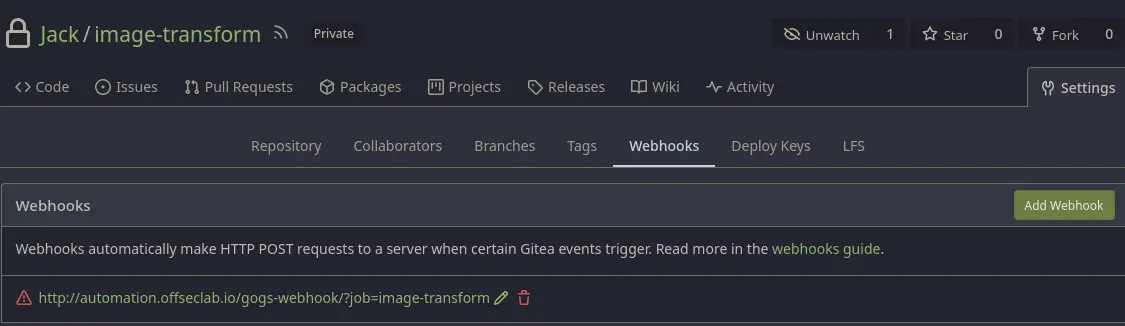 Jack / image-transform Private Unwatch 1 Star 0 Fork 0
Code Issues Pull Requests Packages Projects Releases Wiki Activity Settings
Repository Collaborators Branches Tags Webhooks Deploy Keys LFS
Webhooks Add Webhook
Webhooks automatically make HTTP POST requests to a server when certain Gitea events trigger. Read more in the webhooks guide.
http://automation.offseclab.io/gogs-webhook/?job=image-transform